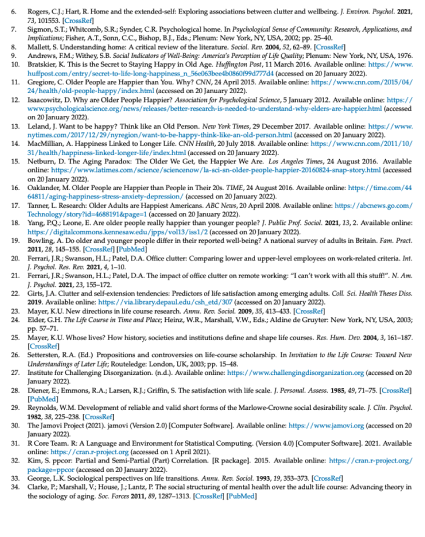 6. Rogers, C.J.; Hart, R. Home and the extended-self: Exploring associations between clutter and wellbeing. J. Environ. Psychol. 2021,
73, 101553. [CrossRef]
7. Sigmon, S.T.; Whitcomb, S.R.; Synder, C.R. Psychological home. In Psychological Sense of Community: Research, Applications, and
Implications; Fisher, A.T., Sonn, C.C., Bishop, B.J., Eds.; Plenum: New York, NY, USA, 2002; pp. 25–40.
8. Mallett, S. Understanding home: A critical review of the literature. Sociol. Rev. 2004, 52, 62–89. [CrossRef]
9. Andrews, F.M.; Withey, S.B. Social Indicators of Well-Being: America's Perception of Life Quality; Plenum: New York, NY, USA, 1976.
10. Bratskier, K. This is the Secret to Staying Happy in Old Age. Huffington Post, 11 March 2016. Available online: https://www.
huffpost.com/entry/secret-to-life-long-happiness_n_56e063bee4b0860f99d777d4 (accessed on 20 January 2022).
11. Gregiore, C. Older People are Happier than You. Why? CNN, 24 April 2015. Available online: https://www.cnn.com/2015/04/
24/health/old-people-happy/index.html (accessed on 20 January 2022).
12. Isaacowitz, D. Why are Older People Happier? Association for Psychological Science, 5 January 2012. Available online: https://
www.psychologicalscience.org/news/releases/better-research-is-needed-to-understand-why-elders-are-happier.html (accessed
on 20 January 2022).
13. Leland, J. Want to be Happy? Think like an Old Person. New York Times, 29 December 2017. Available online: https://www.
nytimes.com/2017/12/29/nyregion/want-to-be-happy-think-like-an-old-person.html (accessed on 20 January 2022).
14. MacMillian, A. Happiness Linked to Longer Life. CNN Health, 20 July 2018. Available online: https://www.cnn.com/2011/10/
31/health/happiness-linked-longer-life/index.html (accessed on 20 January 2022).
15. Netburn, D. The Aging Paradox: The Older We Get, the Happier We Are. Los Angeles Times, 24 August 2016. Available
online: https://www.latimes.com/science/sciencenow/la-sci-sn-older-people-happier-20160824-snap-story.html (accessed on
20 January 2022).
16. Oaklander, M. Older People are Happier than People in Their 20s. TIME, 24 August 2016. Available online: https://time.com/44
64811/aging-happiness-stress-anxiety-depression/ (accessed on 20 January 2022).
17. Tanner, L. Research: Older Adults are Happiest Americans. ABC News, 20 April 2008. Available online: https://abcnews.go.com/
Technology/story?id=4688191&page=1 (accessed on 20 January 2022).
18. Yang, P.Q.; Leone, E. Are older people really happier than younger people? J. Public Prof. Sociol. 2021, 13, 2. Available online:
https://digitalcommons.kennesaw.edu/jpps/vol13/iss1/2 (accessed on 20 January 2022).
19. Bowling, A. Do older and younger people differ in their reported well-being? A national survey of adults in Britain. Fam. Pract.
2011, 28, 145–155. [CrossRef] [PubMed]
20. Ferrari, J.R.; Swanson, H.L.; Patel, D.A. Office clutter: Comparing lower and upper-level employees on work-related criteria. Int.
J. Psychol. Res. Rev. 2021, 4, 1–10.
21. Ferrari, J.R.; Swanson, H.L.; Patel, D.A. The impact of office clutter on remote working: "I can't work with all this stuff!". N. Am.
J. Psychol. 2021, 23, 155–172.
22. Girts, J.A. Clutter and self-extension tendencies: Predictors of life satisfaction among emerging adults. Coll. Sci. Health Theses Diss.
2019. Available online: https://via.library.depaul.edu/csh_etd/307 (accessed on 20 January 2022).
23. Mayer, K.U. New directions in life course research. Annu. Rev. Sociol. 2009, 35, 413–433. [CrossRef]
24. Elder, G.H. The Life Course in Time and Place; Heinz, W.R., Marshall, V.W., Eds.; Aldine de Gruyter: New York, NY, USA, 2003;
pp. 57–71.
25. Mayer, K.U. Whose lives? How history, societies and institutions define and shape life courses. Res. Hum. Dev. 2004, 3, 161–187.
[CrossRef]
26. Settersten, R.A. (Ed.) Propositions and controversies on life-course scholarship. In Invitation to the Life Course: Toward New
Understandings of Later Life; Routeledge: London, UK, 2003; pp. 15–48.
27. Institute for Challenging Disorganization. (n.d.). Available online: https://www.challengingdisorganization.org (accessed on 20
January 2022).
28. Diener, E.; Emmons, R.A.; Larsen, R.J.; Griffin, S. The satisfaction with life scale. J. Personal. Assess. 1985, 49, 71–75. [CrossRef]
[PubMed]
29. Reynolds, W.M. Development of reliable and valid short forms of the Marlowe-Crowne social desirability scale. J. Clin. Psychol.
1982, 38, 225–238. [CrossRef]
30. The Jamovi Project (2021). jamovi (Version 2.0) [Computer Software]. Available online: https://www.jamovi.org (accessed on 20
January 2022).
31. R Core Team. R: A Language and Environment for Statistical Computing. (Version 4.0) [Computer Software]. 2021. Available
online: https://cran.r-project.org (accessed on 1 April 2021).
32. Kim, S. ppcor: Partial and Semi-Partial (Part) Correlation. [R package]. 2015. Available online: https://cran.r-project.org/
package=ppcor (accessed on 20 January 2022).
33. George, L.K. Sociological perspectives on life transitions. Annu. Rev. Sociol. 1993, 19, 353–373. [CrossRef]
34. Clarke, P.; Marshall, V.; House, J.; Lantz, P. The social structuring of mental health over the adult life course: Advancing theory in
the sociology of aging. Soc. Forces 2011, 89, 1287–1313. [CrossRef] [PubMed]